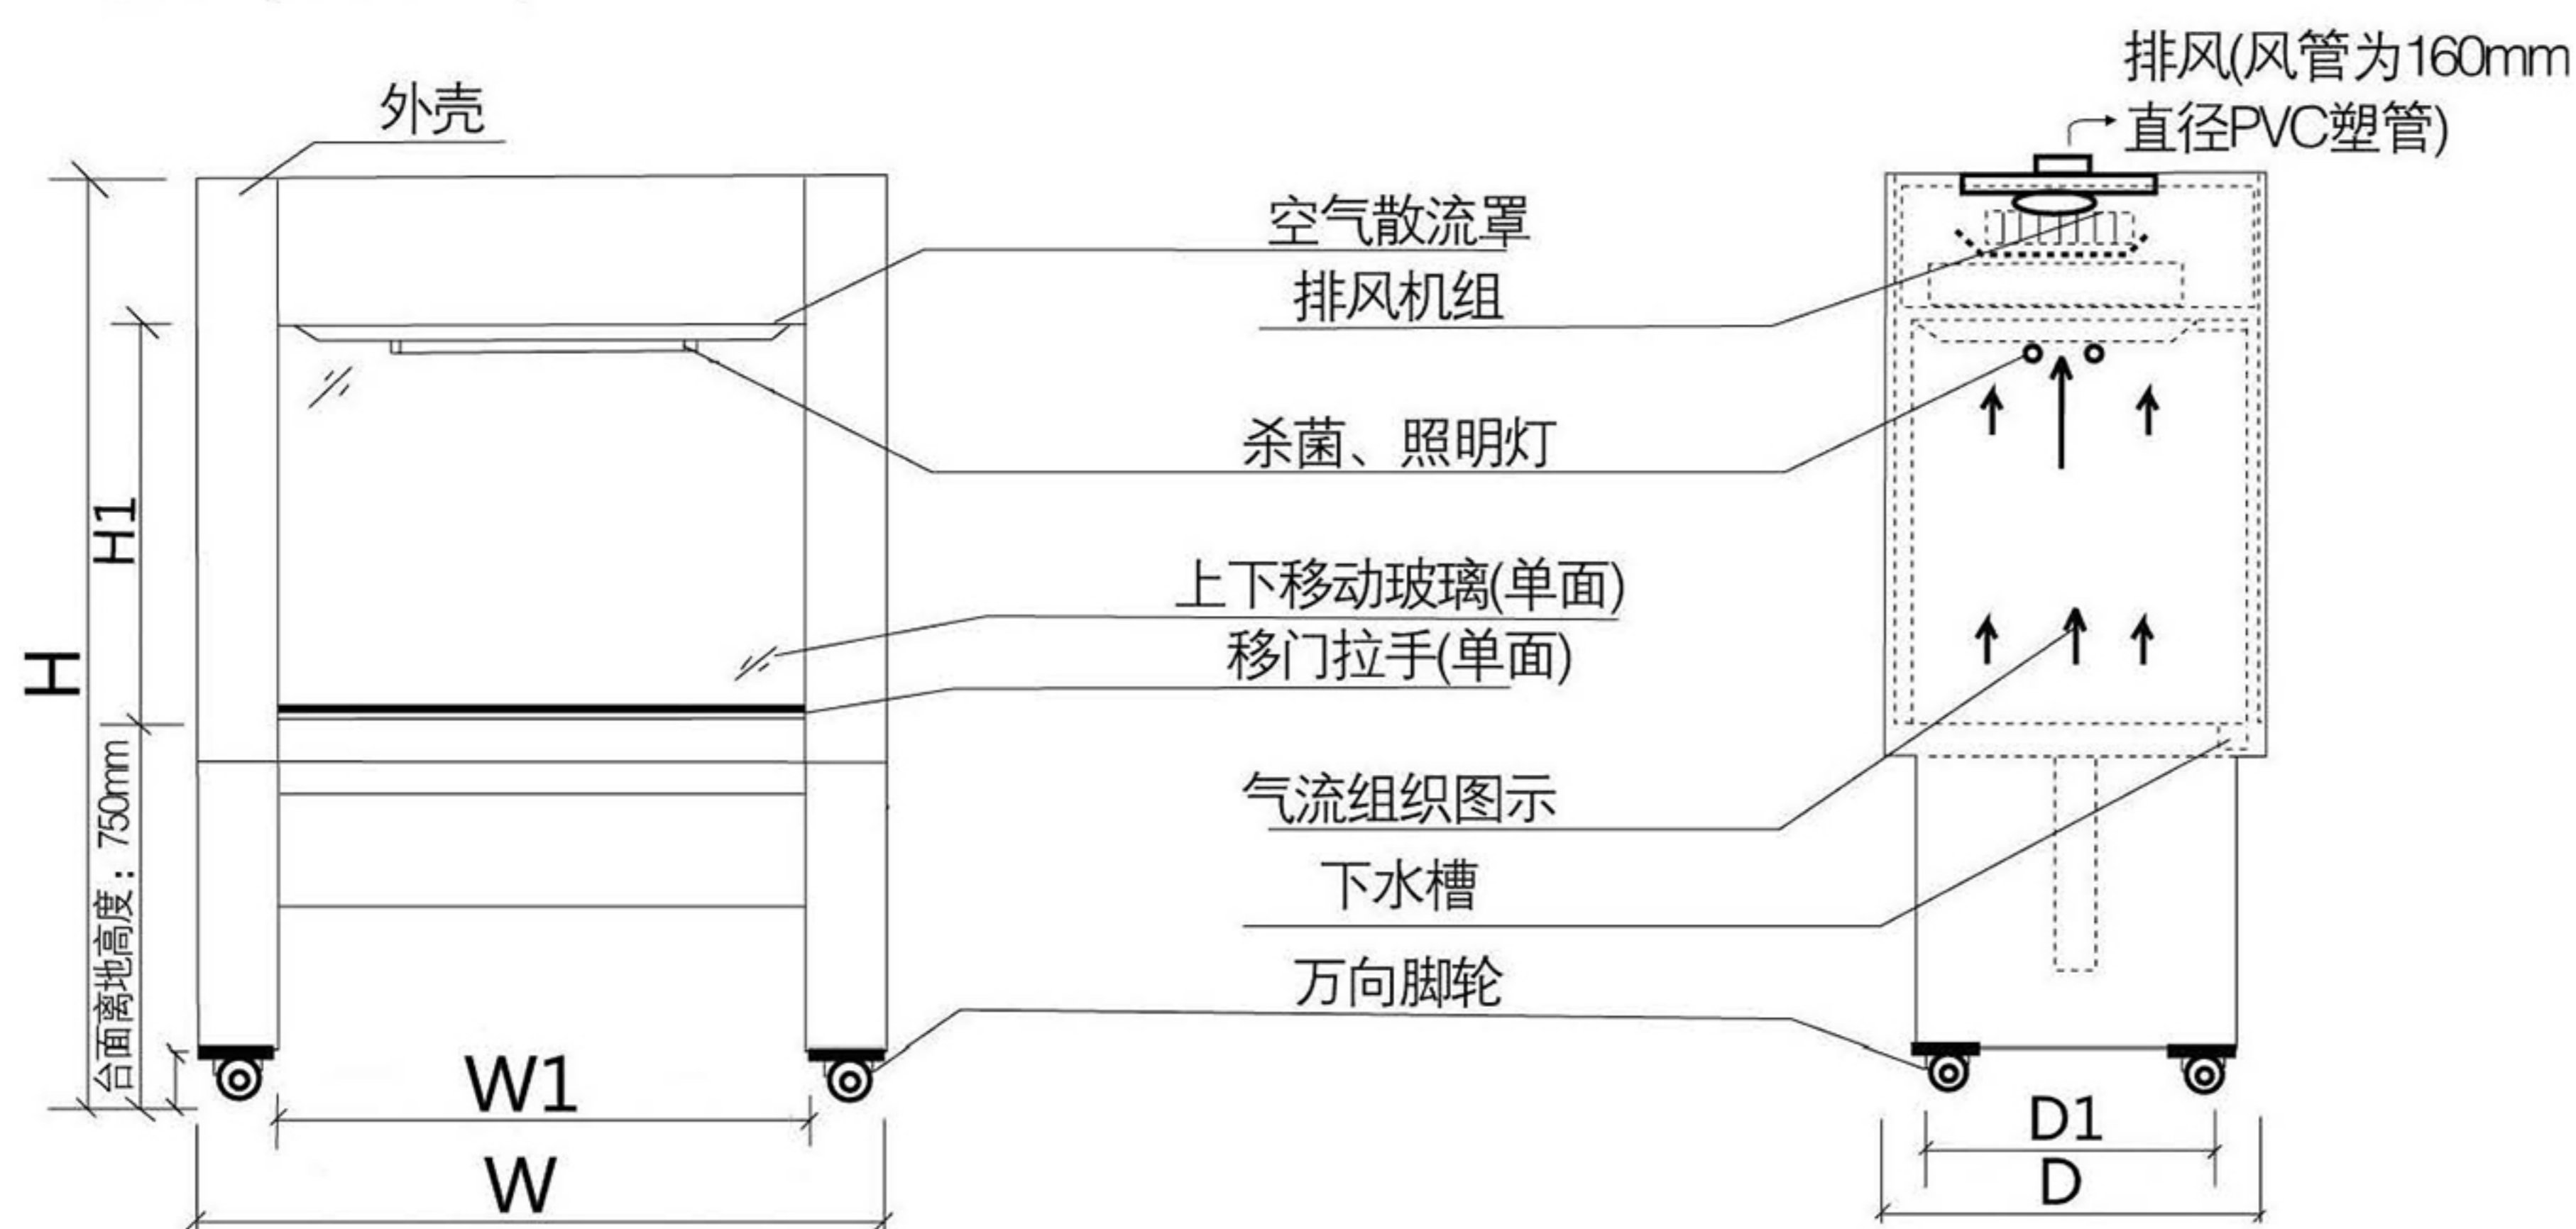 排风(风管为160mm
直径PVC塑管)
外壳
空气散流罩
排风机组
杀菌、照明灯
上下移动玻璃(单面)
移门拉手(单面)
气流组织图示
下水槽
万向脚轮
H
H1
台面离地高度：750mm
W1
W
D1
D